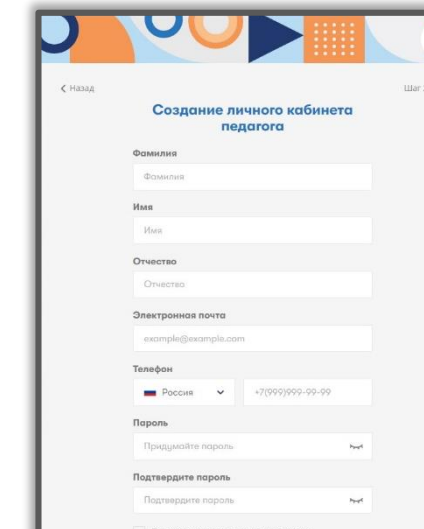 Назад
Шаг
Создание личного кабинета
педагога
Фамилия
Фамилия
Имя
Имя
Отчество
Отчество
Электронная почта
example@example.com
Телефон
Россия +7(999)999-99-99
Пароль
Придумайте пароль
Подтвердите пароль
Подтвердите пароль